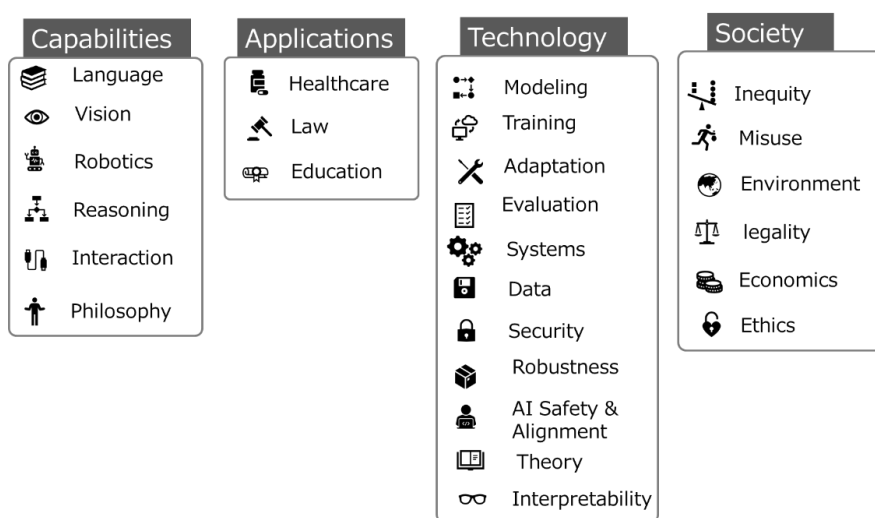 Capabilities
Language
Vision
Robotics
Reasoning
Interaction
Philosophy
Applications
Healthcare
Law
Education
Technology
Modeling
Training
Adaptation
Evaluation
Systems
Data
Security
Robustness
AI Safety &
Alignment
Theory
Interpretability
Society
Inequity
Misuse
Environment
legality
Economics
Ethics